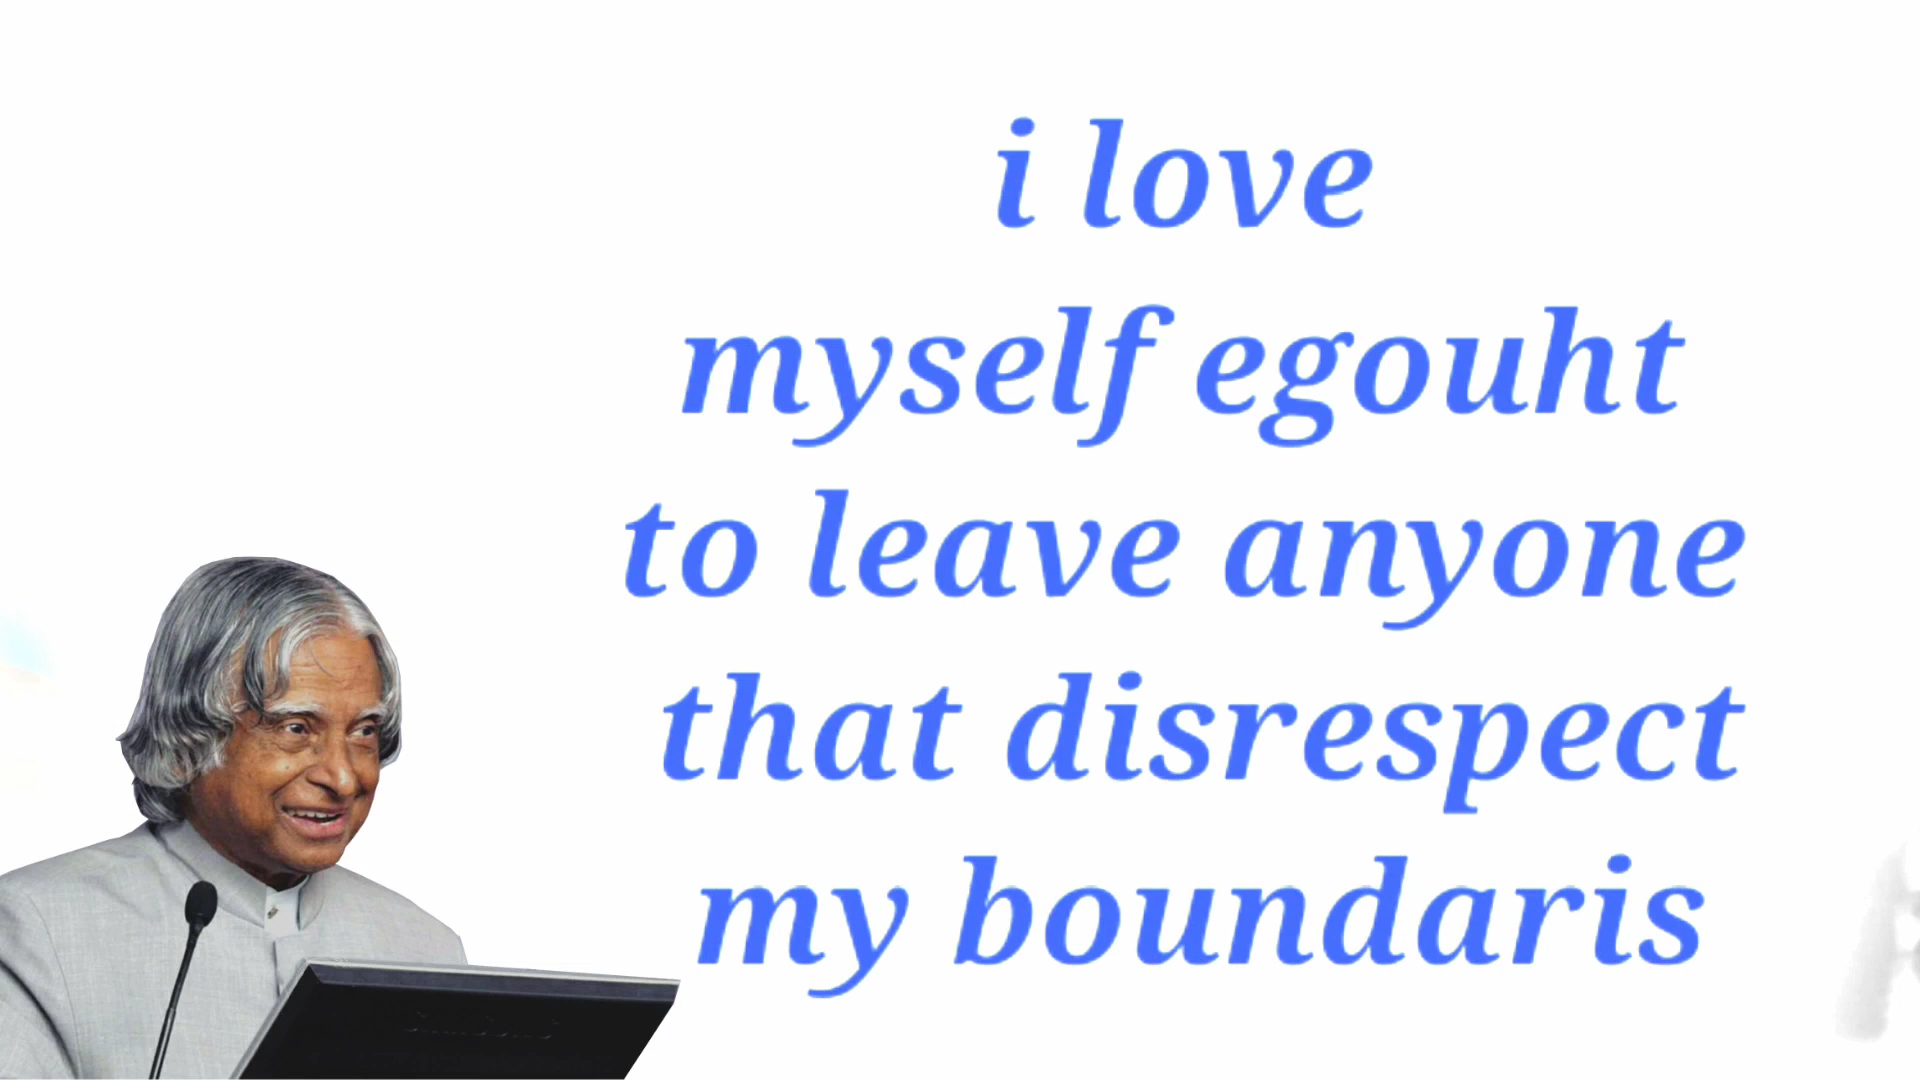 i love
myself egouht
to leave anyone
that disrespect
my boundaris